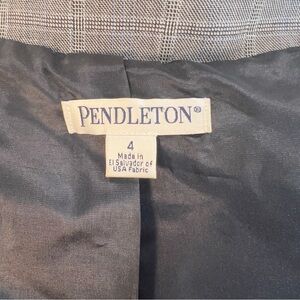 PENDLETON®
4
Made in
El Salvador of
USA Fabric